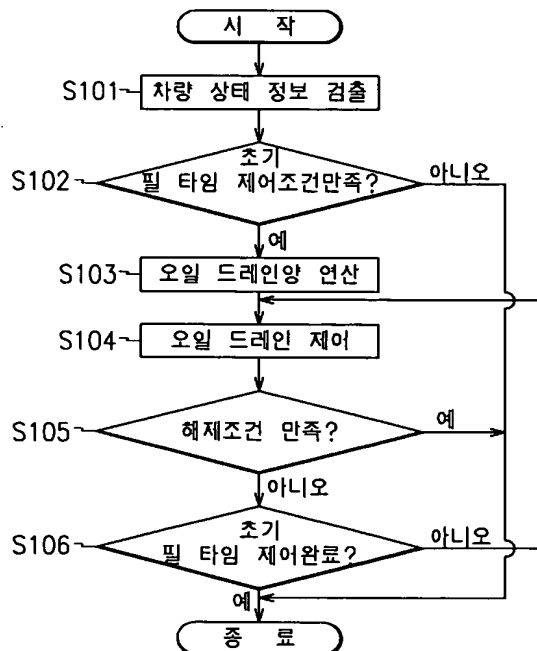 시 작
S101
차량 상태 정보 검출
초기
필 타임 제어조건만족?
아니오
S102
예
S103
오일 드레인양 연산
S104
오일 드레인 제어
S105
해제조건 만족?
예
아니오
초기
필 타임 제어완료?
아니오
S106
예
종 료